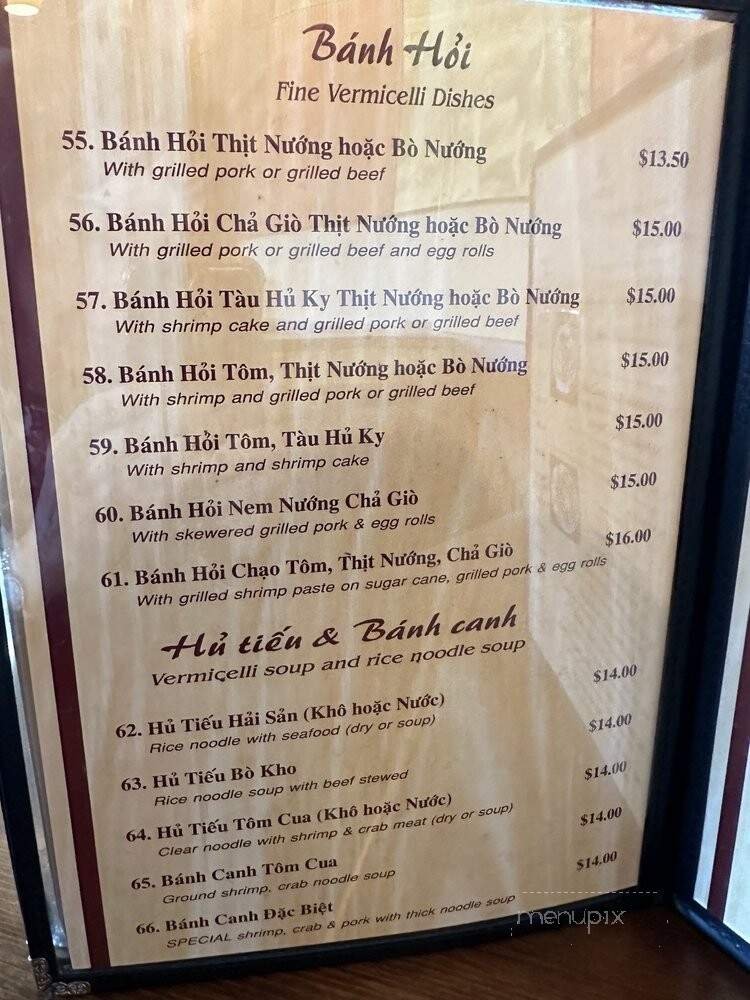 Bánh Hỏi
Fine Vermicelli Dishes
55. Bánh Hỏi Thịt Nướng hoặc Bò Nướng $13.50
With grilled pork or grilled beef
56. Bánh Hỏi Chả Giò Thịt Nướng hoặc Bò Nướng $15.00
With grilled pork or grilled beef and egg rolls
57. Bánh Hỏi Tàu Hủ Ky Thịt Nướng hoặc Bò Nướng $15.00
With shrimp cake and grilled pork or grilled beef
58. Bánh Hỏi Tôm, Thịt Nướng hoặc Bò Nướng $15.00
With shrimp and grilled pork or grilled beef
59. Bánh Hỏi Tôm, Tàu Hủ Ky $15.00
With shrimp and shrimp cake
60. Bánh Hỏi Nem Nướng Chả Giò $15.00
With skewered grilled pork & egg rolls
61. Bánh Hỏi Chạo Tôm, Thịt Nướng, Chả Giò $16.00
With grilled shrimp paste on sugar cane, grilled pork & egg rolls
Hủ tiếu & Bánh canh
Vermicelli soup and rice noodle soup
62. Hủ Tiếu Hải Sản (Khô hoặc Nước) $14.00
Rice noodle with seafood (dry or soup)
63. Hủ Tiếu Bò Kho $14.00
Rice noodle soup with beef stewed
64. Hủ Tiếu Tôm Cua (Khô hoặc Nước) $14.00
Clear noodle with shrimp & crab meat (dry or soup)
65. Bánh Canh Tôm Cua $14.00
Ground shrimp, crab noodle soup
66. Bánh Canh Đặc Biệt $14.00
SPECIAL shrimp, crab & pork with thick noodle soup
menupix